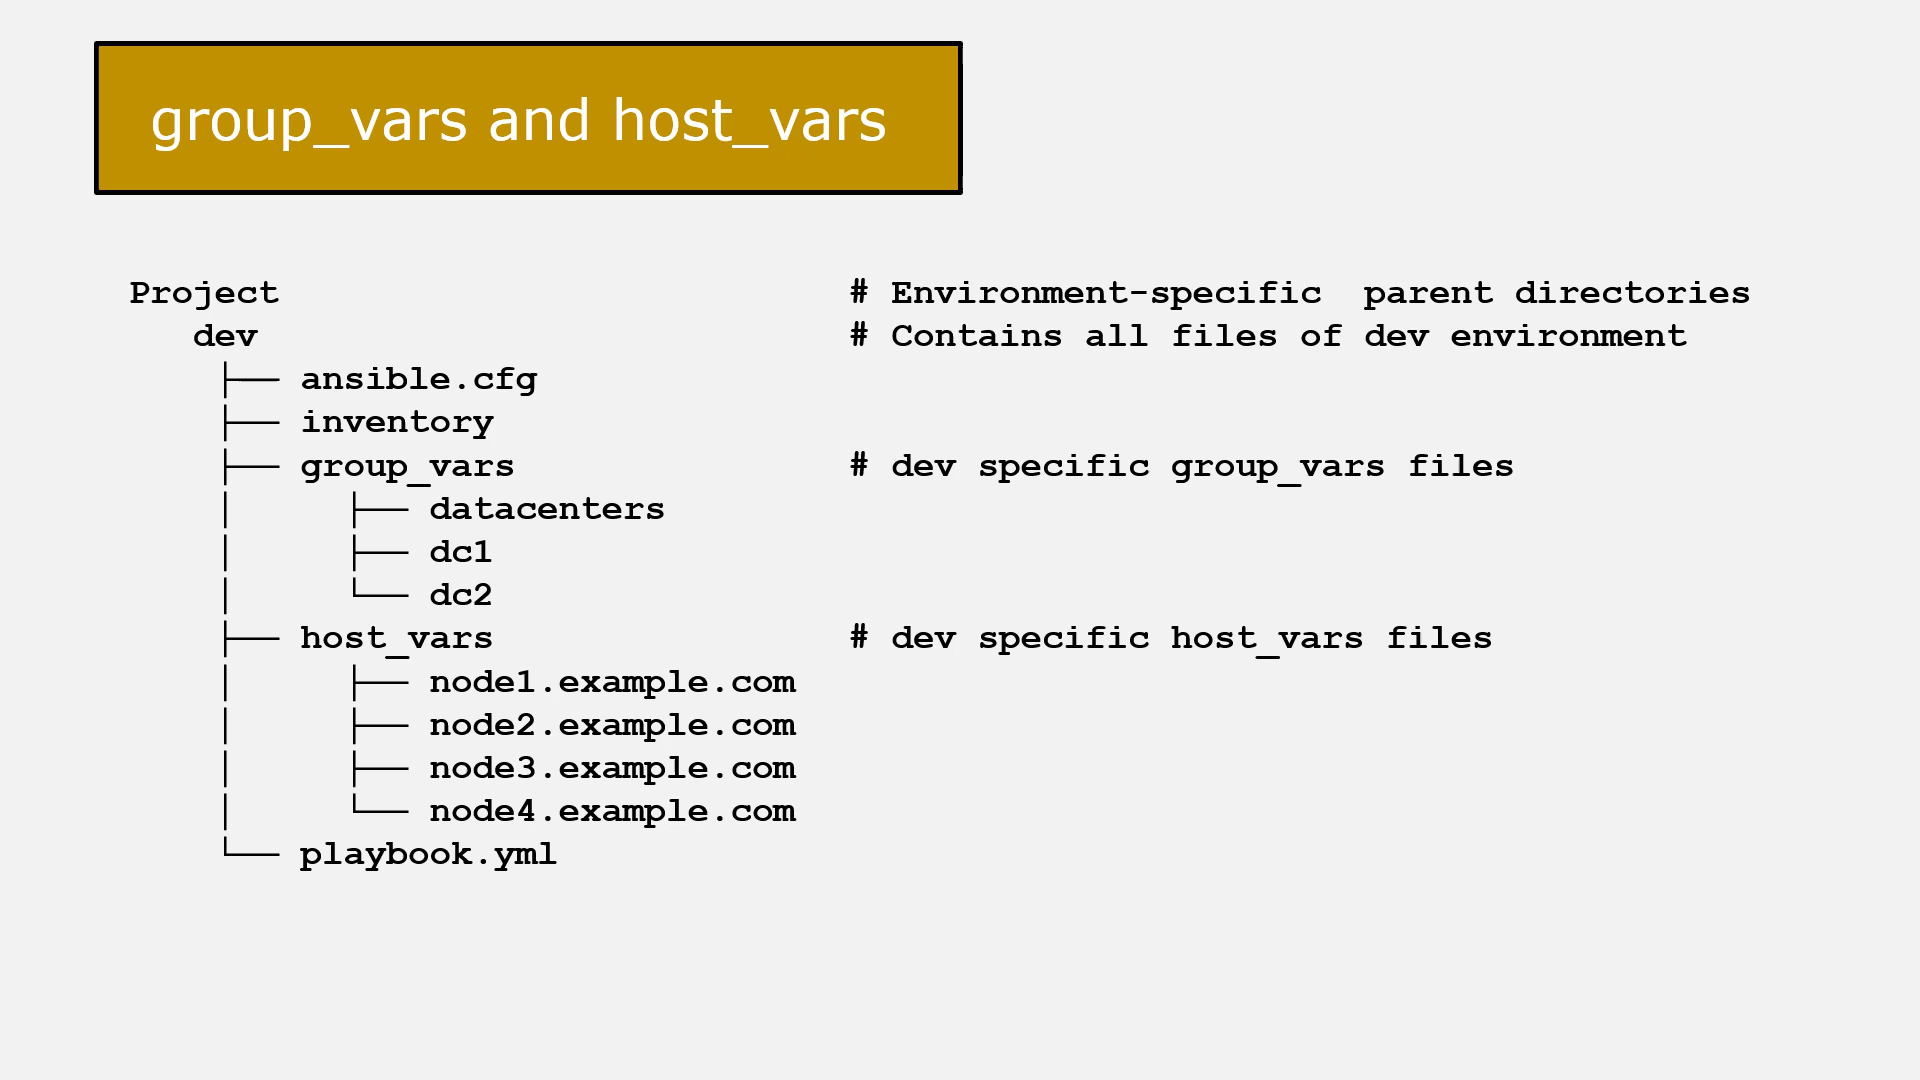 group_vars and host_vars
Project # Environment-specific  parent directories
dev # Contains all files of dev environment
├── ansible.cfg
├── inventory
├── group_vars # dev specific group_vars files
│ ├── datacenters
│ ├── dc1
│ └── dc2
├── host_vars # dev specific host_vars files
│ ├── node1.example.com
│ ├── node2.example.com
│ ├── node3.example.com
│ └── node4.example.com
└── playbook.yml